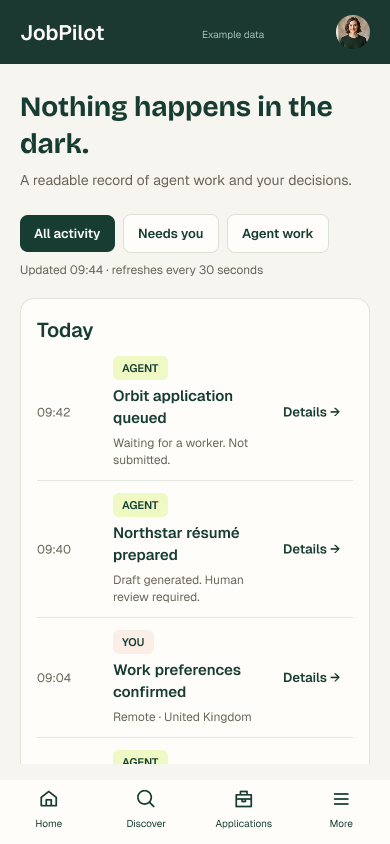 JobPilot
Example data
Nothing happens in the
dark.
A readable record of agent work and your decisions.
All activity
Needs you
Agent work
Updated 09:44 · refreshes every 30 seconds
Today
AGENT
09:42
Orbit application
queued
Waiting for a worker. Not
submitted.
Details →
AGENT
09:40
Northstar résumé
prepared
Draft generated. Human
review required.
Details →
YOU
09:04
Work preferences
confirmed
Remote · United Kingdom
Details →
AGENT
Home
Discover
Applications
More